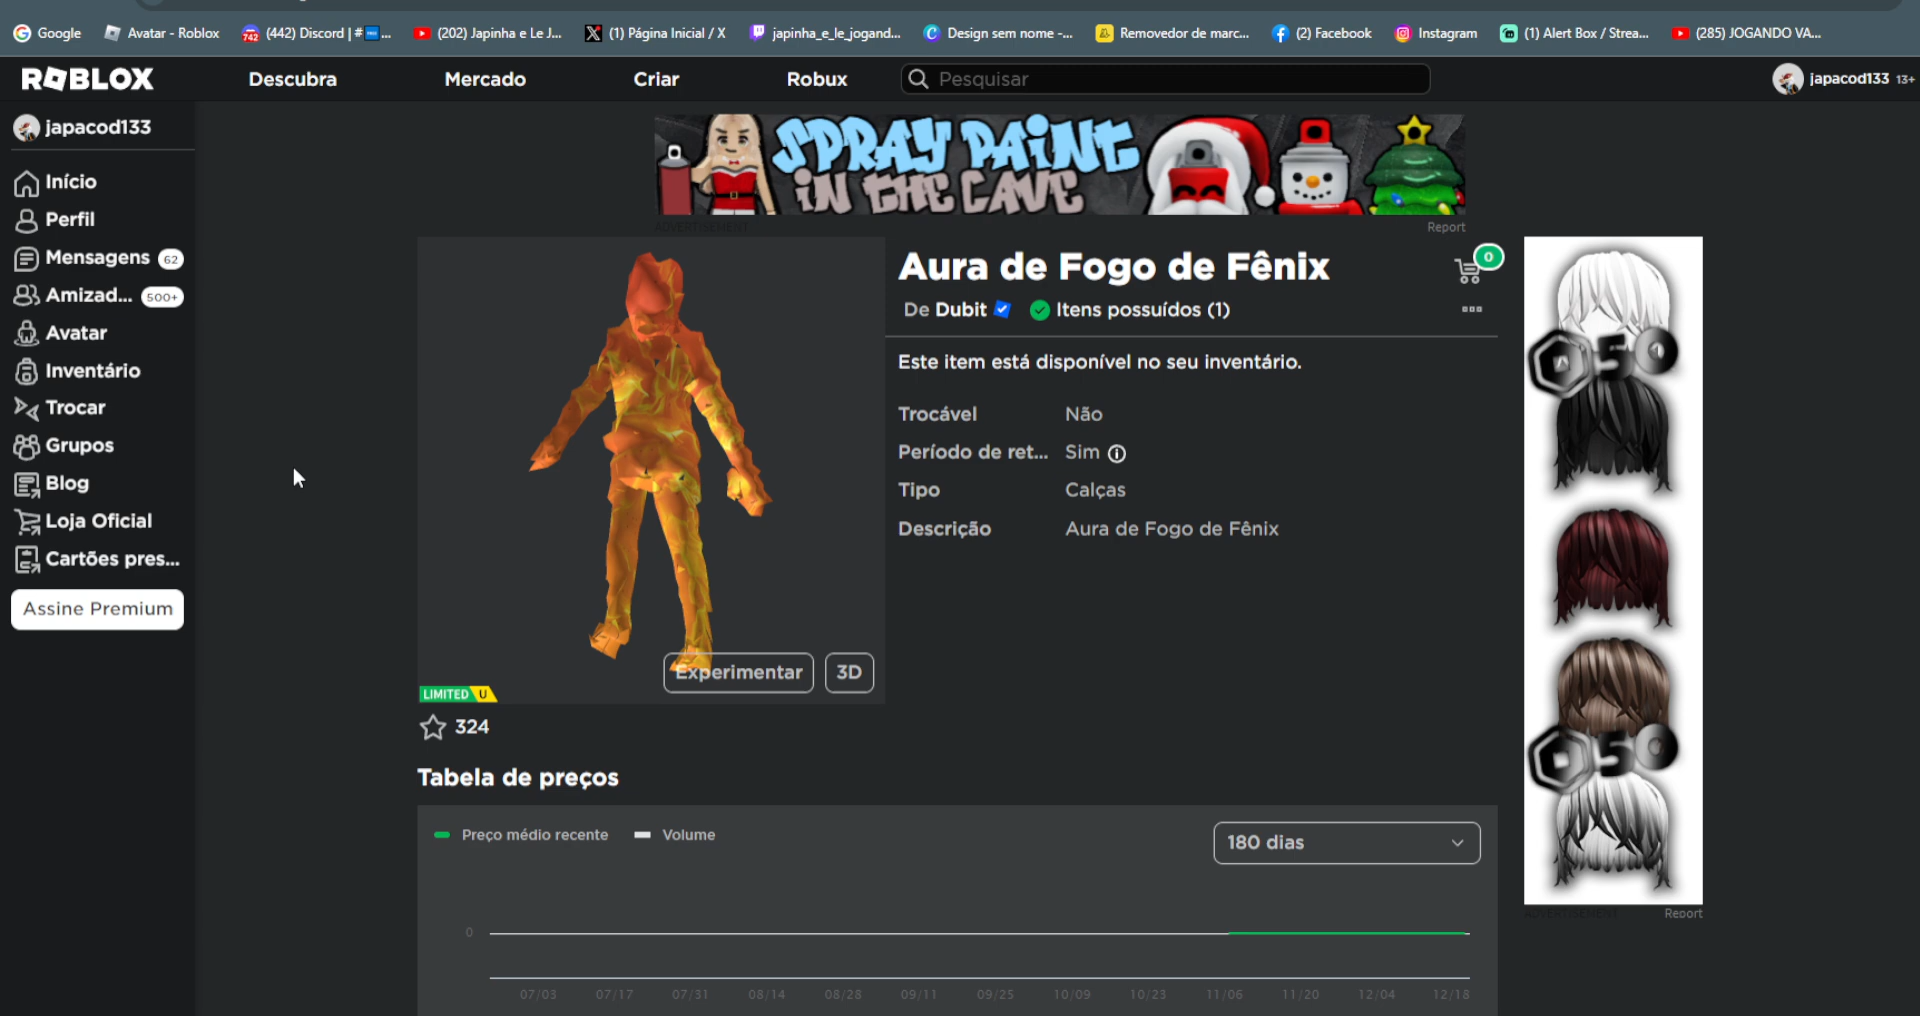 Google
Avatar - Roblox
742
(442) Discord | # ...
(202) Japinha e Le J...
(1) Página Inicial / X
japinha_e_le_jogand...
Design sem nome -...
Removedor de marc...
(2) Facebook
Instagram
(1) Alert Box / Strea...
(285) JOGANDO VA...
ROBLOX
Descubra
Mercado
Criar
Robux
Pesquisar
japacod133 13+
japacod133
Início
Perfil
Mensagens 62
Amizad... 500+
Avatar
Inventário
Trocar
Grupos
Blog
Loja Oficial
Cartões pres...
Assine Premium
SPRAY PAINT
IN THE CAVE
ADVERTISEMENT
Report
Aura de Fogo de Fênix
0
De Dubit
Itens possuídos (1)
Este item está disponível no seu inventário.
Trocável Não
Período de ret... Sim
Tipo Calças
Descrição Aura de Fogo de Fênix
Experimentar
3D
LIMITED U
324
Tabela de preços
Preço médio recente
Volume
180 dias
0
07/03 07/17 07/31 08/14 08/28 09/11 09/25 10/09 10/23 11/06 11/20 12/04 12/18
50
50
ADVERTISEMENT
Report